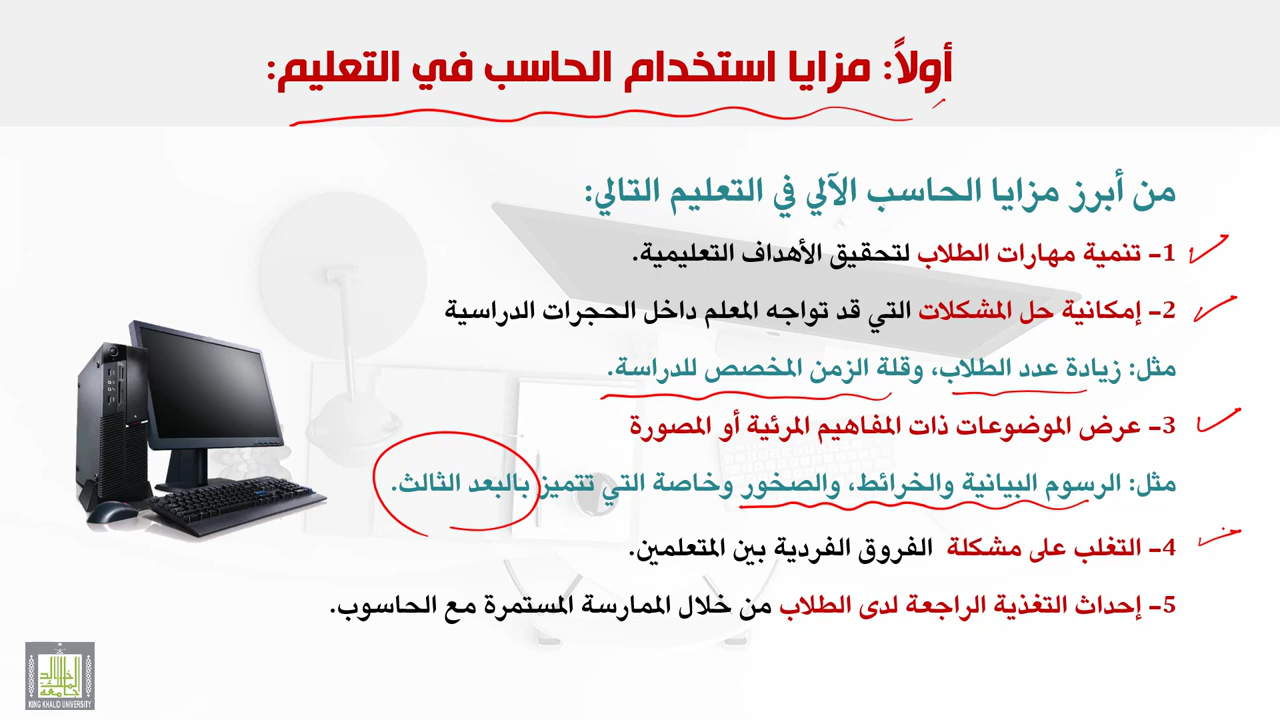 أولاً: مزايا استخدام الحاسب في التعليم:
من أبرز مزايا الحاسب الآلي في التعليم التالي:
1- تنمية مهارات الطلاب لتحقيق الأهداف التعليمية.
2- إمكانية حل المشكلات التي قد تواجه المعلم داخل الحجرات الدراسية
مثل: زيادة عدد الطلاب، وقلة الزمن المخصص للدراسة.
3- عرض الموضوعات ذات المفاهيم المرئية أو المصورة
مثل: الرسوم البيانية والخرائط، والصخور وخاصة التي تتميز بالبعد الثالث.
4- التغلب على مشكلة الفروق الفردية بين المتعلمين.
5- إحداث التغذية الراجعة لدى الطلاب من خلال الممارسة المستمرة مع الحاسوب.
جامعة الملك خالد
KING KHALID UNIVERSITY